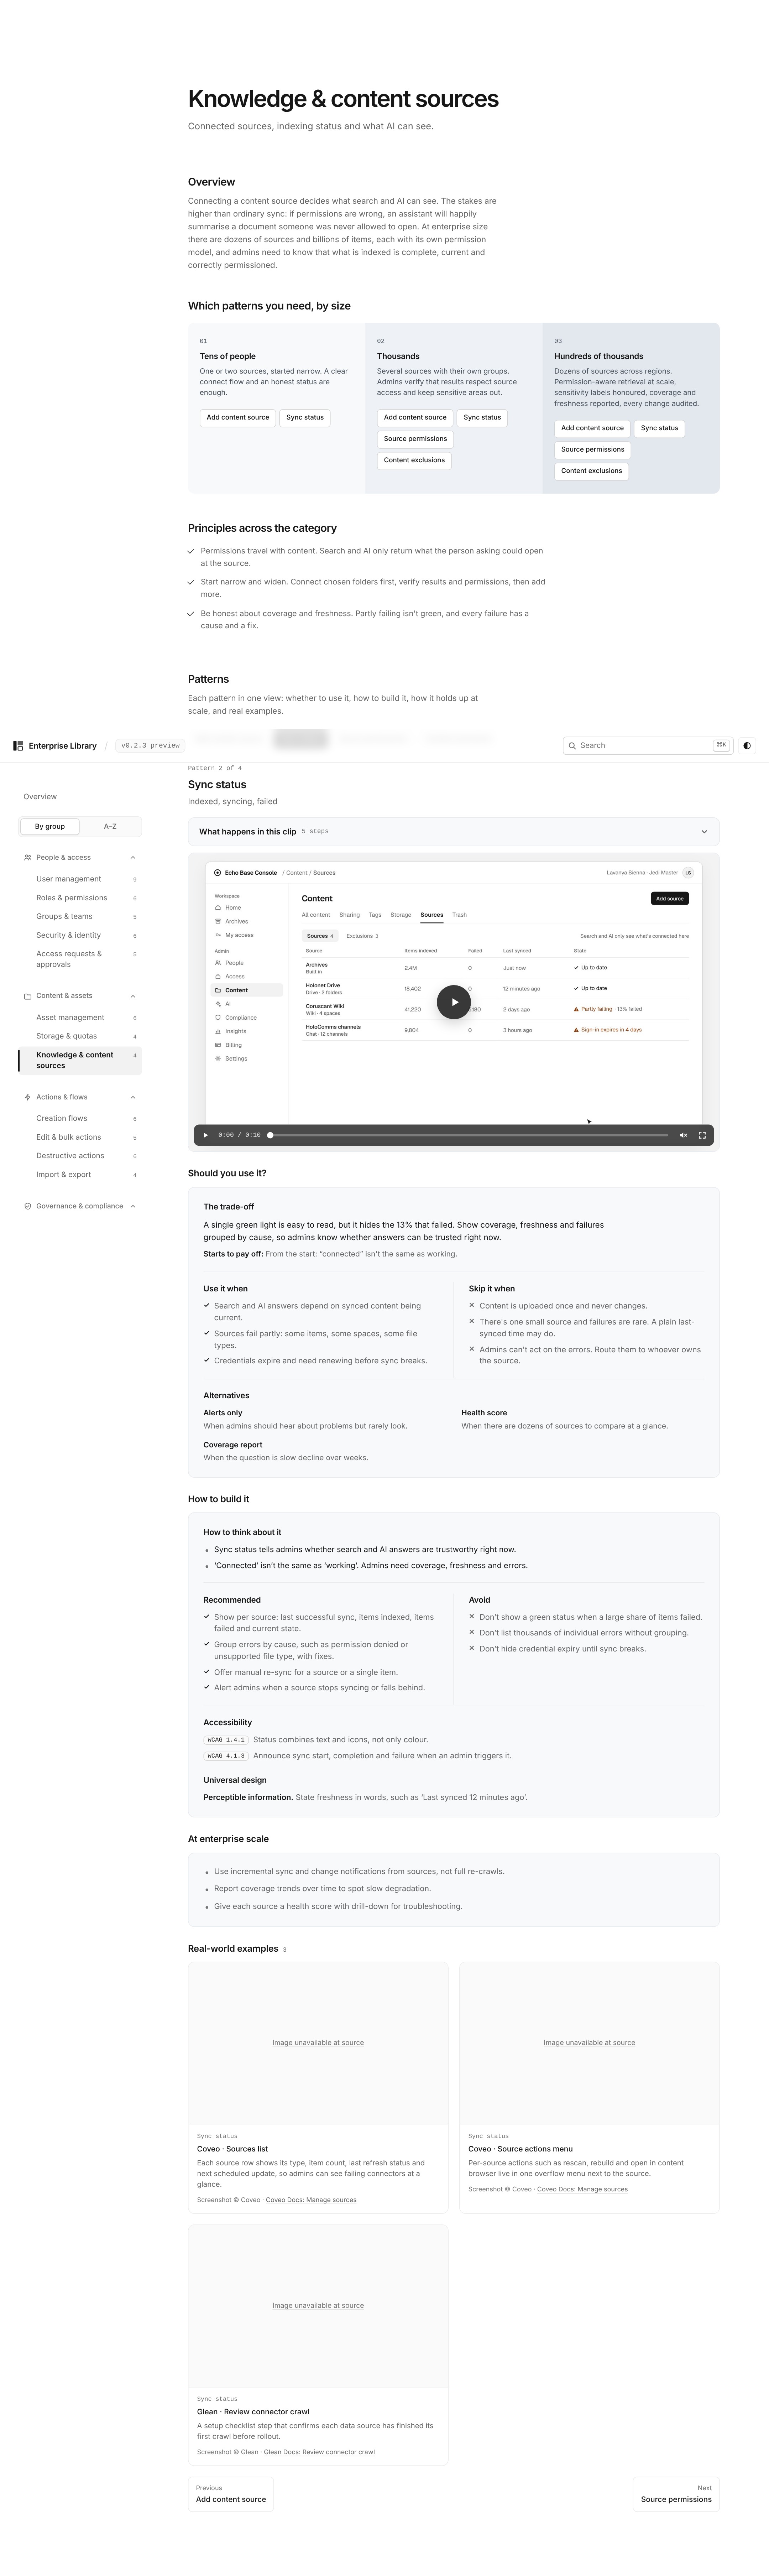 Knowledge & content sources
Connected sources, indexing status and what AI can see.
Overview
Connecting a content source decides what search and AI can see. The stakes are
higher than ordinary sync: if permissions are wrong, an assistant will happily
summarise a document someone was never allowed to open. At enterprise size
there are dozens of sources and billions of items, each with its own permission
model, and admins need to know that what is indexed is complete, current and
correctly permissioned.
Which patterns you need, by size
01
Tens of people
One or two sources, started narrow. A clear
connect flow and an honest status are
enough.
Add content source
Sync status
02
Thousands
Several sources with their own groups.
Admins verify that results respect source
access and keep sensitive areas out.
Add content source
Sync status
Source permissions
Content exclusions
03
Hundreds of thousands
Dozens of sources across regions.
Permission-aware retrieval at scale,
sensitivity labels honoured, coverage and
freshness reported, every change audited.
Add content source
Sync status
Source permissions
Content exclusions
Principles across the category
Permissions travel with content. Search and AI only return what the person asking could open
at the source.
Start narrow and widen. Connect chosen folders first, verify results and permissions, then add
more.
Be honest about coverage and freshness. Partly failing isn't green, and every failure has a
cause and a fix.
Patterns
Each pattern in one view: whether to use it, how to build it, how it holds up at
scale, and real examples.
Enterprise Library / v0.2.3 preview
Search ⌘K
Overview
By group
A–Z
People & access
User management 9
Roles & permissions 6
Groups & teams 5
Security & identity 6
Access requests & 5
approvals
Content & assets
Asset management 6
Storage & quotas 4
Knowledge & content 4
sources
Actions & flows
Creation flows 6
Edit & bulk actions 5
Destructive actions 6
Import & export 4
Governance & compliance
Pattern 2 of 4
Sync status
Indexed, syncing, failed
What happens in this clip 5 steps
Echo Base Console / Content / Sources
Lavanya Sienna · Jedi Master LS
Workspace
Home
Archives
My access
Admin
People
Access
Content
AI
Compliance
Insights
Billing
Settings
Content
Add source
All content Sharing Tags Storage Sources Trash
Sources 4 Exclusions 3
Search and AI only see what's connected here
Source Items indexed Failed Last synced State
Archives
Built in
2.4M 0 Just now Up to date
Holonet Drive
Drive · 2 folders
18,402 0 12 minutes ago Up to date
Coruscant Wiki
Wiki · 4 spaces
41,220 2 days ago Partly failing · 13% failed
HoloComms channels
Chat · 12 channels
9,804 0 3 hours ago Sign-in expires in 4 days
0:00 / 0:10
Should you use it?
The trade-off
A single green light is easy to read, but it hides the 13% that failed. Show coverage, freshness and failures
grouped by cause, so admins know whether answers can be trusted right now.
Starts to pay off: From the start: "connected" isn't the same as working.
Use it when
Search and AI answers depend on synced content being
current.
Sources fail partly: some items, some spaces, some file
types.
Credentials expire and need renewing before sync breaks.
Skip it when
Content is uploaded once and never changes.
There's one small source and failures are rare. A plain last-
synced time may do.
Admins can't act on the errors. Route them to whoever owns
the source.
Alternatives
Alerts only
When admins should hear about problems but rarely look.
Health score
When there are dozens of sources to compare at a glance.
Coverage report
When the question is slow decline over weeks.
How to build it
How to think about it
Sync status tells admins whether search and AI answers are trustworthy right now.
‘Connected’ isn't the same as ‘working’. Admins need coverage, freshness and errors.
Recommended
Show per source: last successful sync, items indexed, items
failed and current state.
Group errors by cause, such as permission denied or
unsupported file type, with fixes.
Offer manual re-sync for a source or a single item.
Alert admins when a source stops syncing or falls behind.
Avoid
Don't show a green status when a large share of items failed.
Don't list thousands of individual errors without grouping.
Don't hide credential expiry until sync breaks.
Accessibility
WCAG 1.4.1 Status combines text and icons, not only colour.
WCAG 4.1.3 Announce sync start, completion and failure when an admin triggers it.
Universal design
Perceptible information. State freshness in words, such as ‘Last synced 12 minutes ago’.
At enterprise scale
Use incremental sync and change notifications from sources, not full re-crawls.
Report coverage trends over time to spot slow degradation.
Give each source a health score with drill-down for troubleshooting.
Real-world examples 3
Image unavailable at source
Sync status
Coveo · Sources list
Each source row shows its type, item count, last refresh status and
next scheduled update, so admins can see failing connectors at a
glance.
Screenshot © Coveo · Coveo Docs: Manage sources
Image unavailable at source
Sync status
Coveo · Source actions menu
Per-source actions such as rescan, rebuild and open in content
browser live in one overflow menu next to the source.
Screenshot © Coveo · Coveo Docs: Manage sources
Image unavailable at source
Sync status
Glean · Review connector crawl
A setup checklist step that confirms each data source has finished its
first crawl before rollout.
Screenshot © Glean · Glean Docs: Review connector crawl
Previous
Add content source
Next
Source permissions